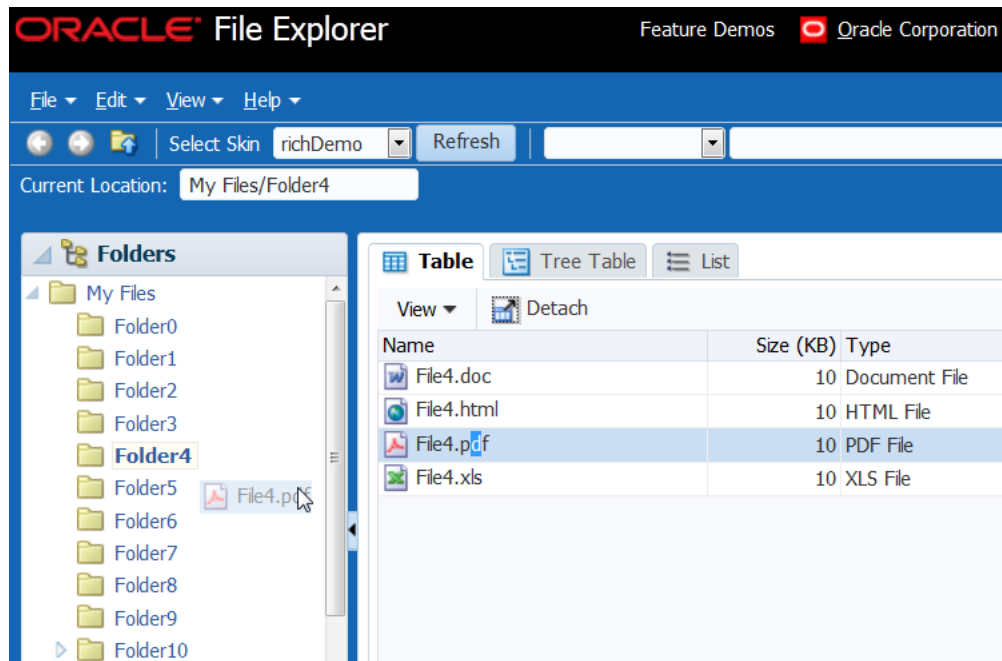 ORACLE File Explorer
Feature Demos
Oracle Corporation
File Edit View Help
Select Skin richDemo Refresh
Current Location: My Files/Folder4
Folders
My Files
Folder0
Folder1
Folder2
Folder3
Folder4
Folder5
Folder6
Folder7
Folder8
Folder9
Folder10
File4.pdf
Table Tree Table List
View Detach
Name Size (KB) Type
File4.doc 10 Document File
File4.html 10 HTML File
File4.pdf 10 PDF File
File4.xls 10 XLS File